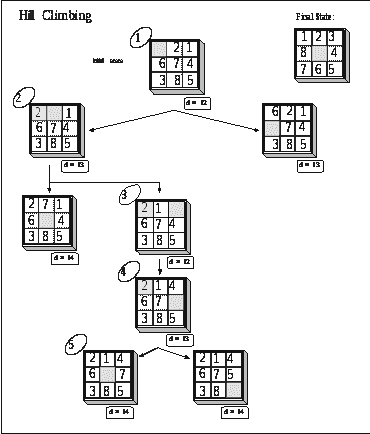 Hill Climbing
Final State:
1 2 3
8 4
7 6 5
1
2 1
6 7 4
3 8 5
d = 12
2
2 1
6 7 4
3 8 5
d = 13
6 2 1
7 4
3 8 5
d = 13
2 7 1
6 4
3 8 5
d = 14
3
2 1
6 7 4
3 8 5
d = 12
4
2 1 4
6 7
3 8 5
d = 13
5
2 1 4
6 7
3 8 5
d = 14
2 1 4
6 7 5
3 8
d = 14